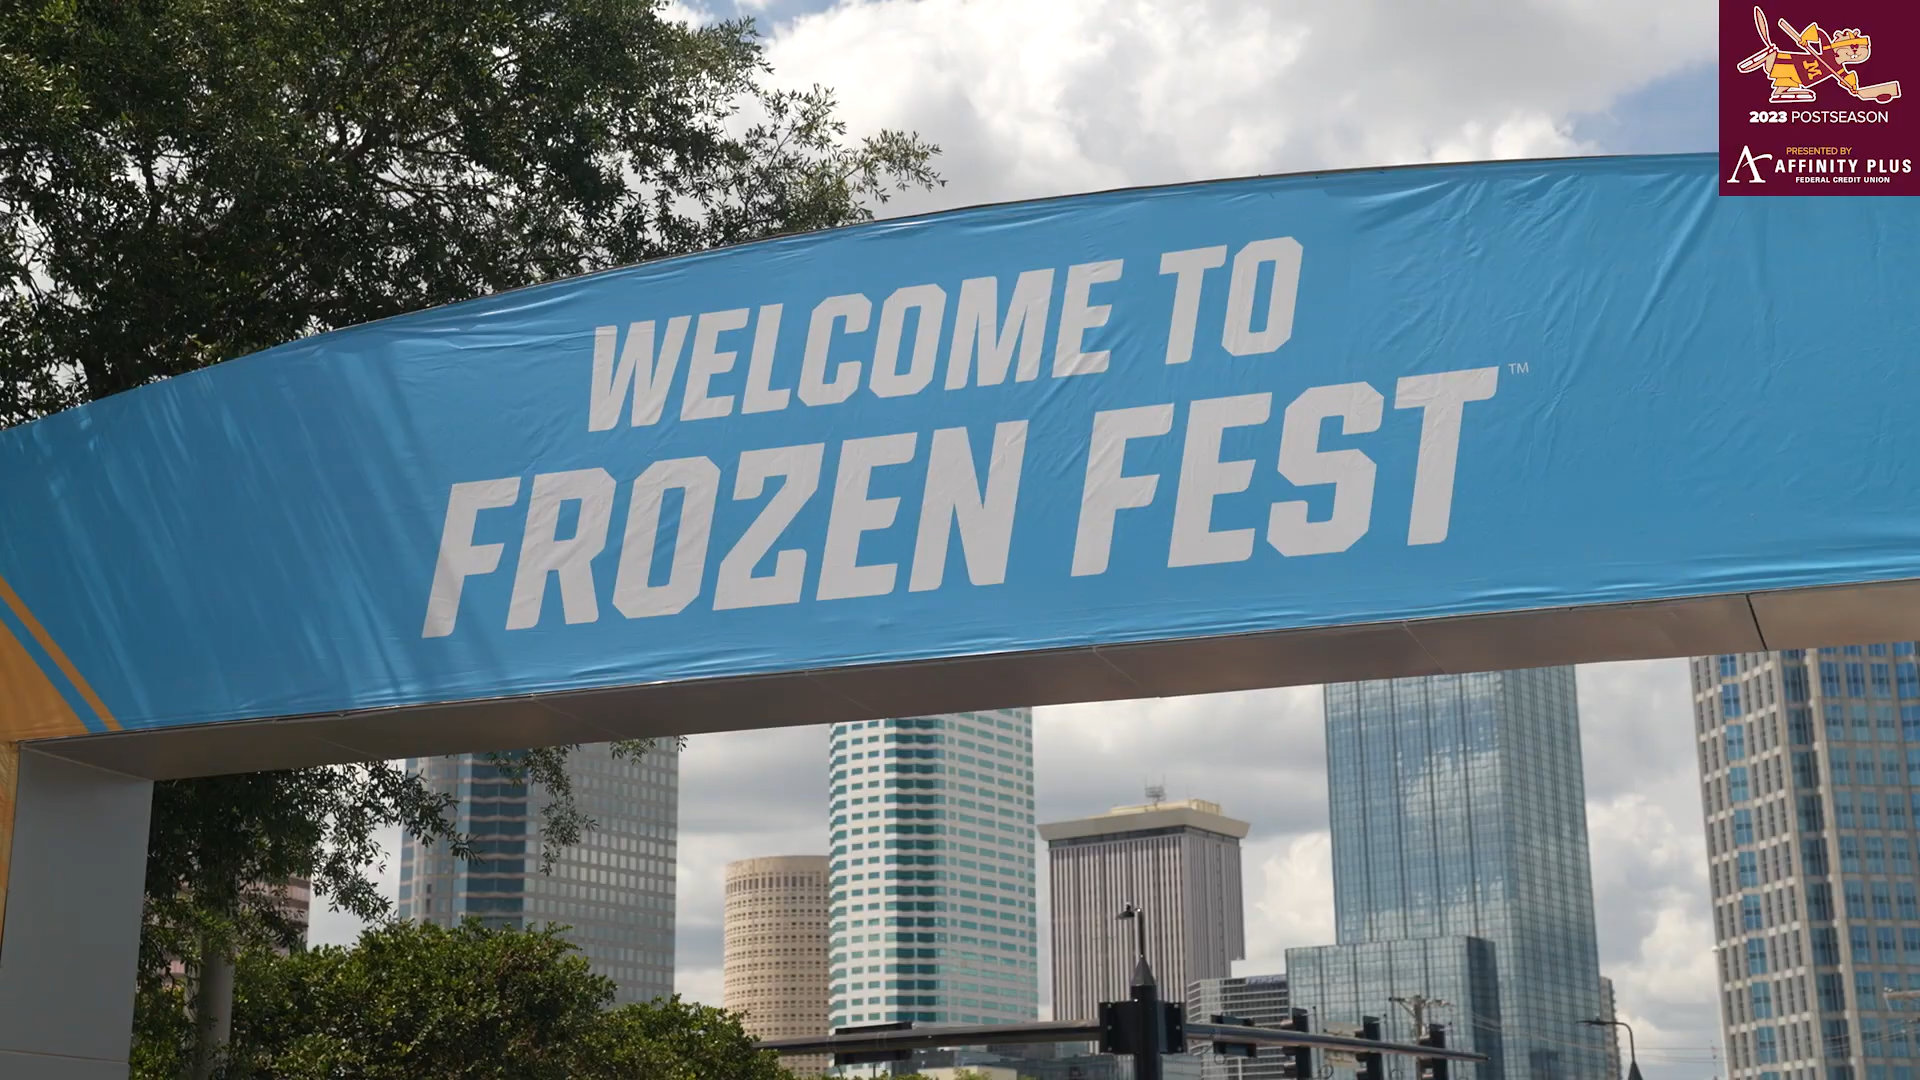 WELCOME TO
FROZEN FEST™
M
2023 POSTSEASON
PRESENTED BY
AFFINITY PLUS
FEDERAL CREDIT UNION